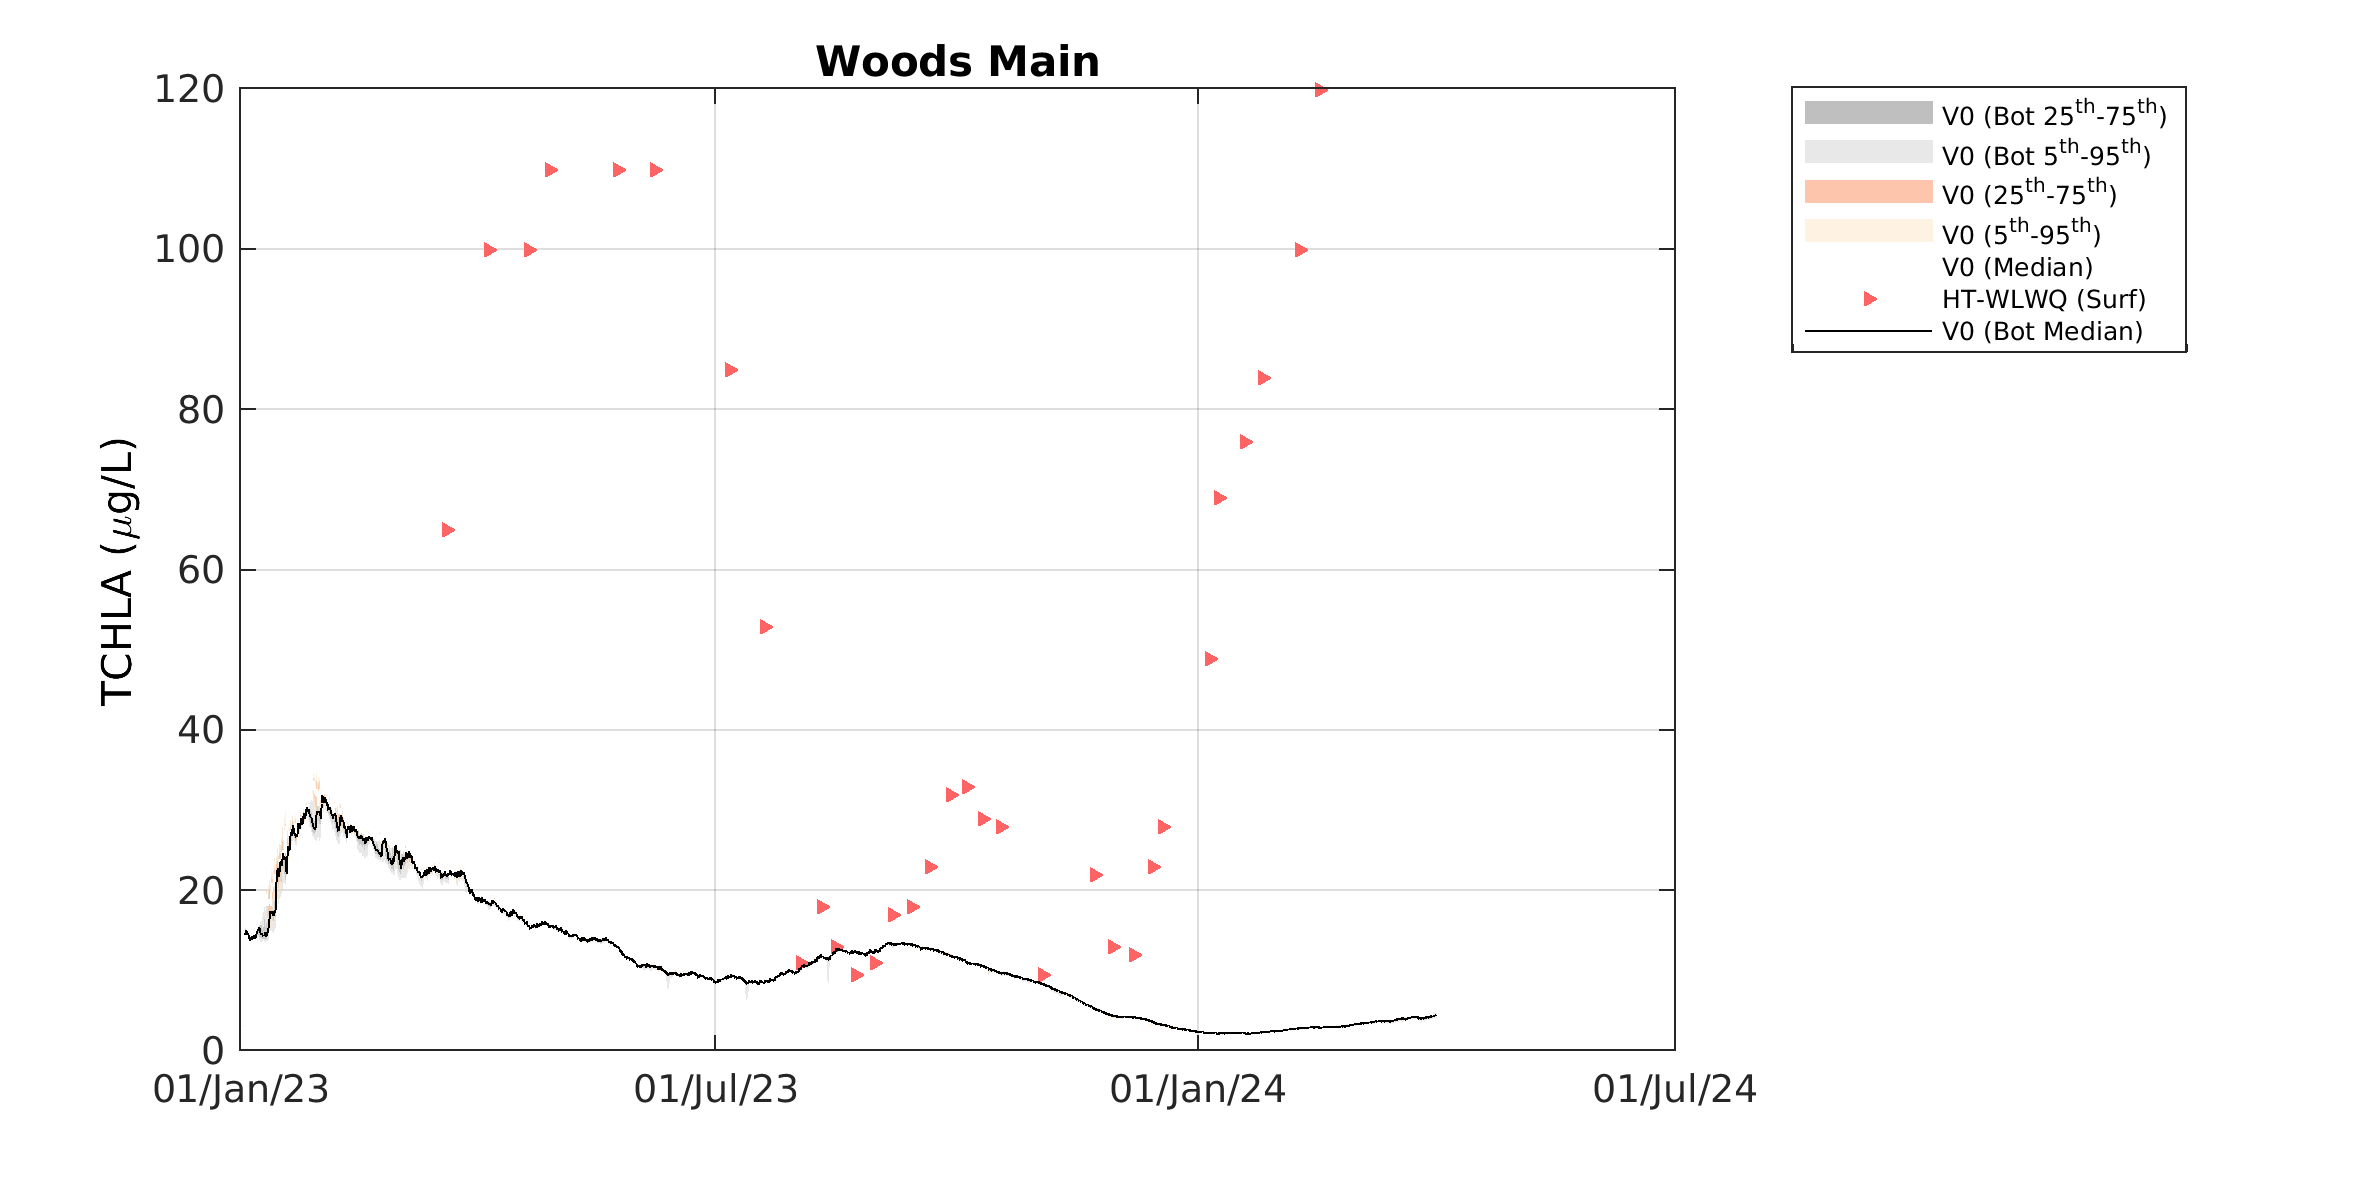 Woods Main
120
100
80
60
40
20
0
TCHLA (μg/L)
01/Jan/23
01/Jul/23
01/Jan/24
01/Jul/24
V0 (Bot 25th-75th)
V0 (Bot 5th-95th)
V0 (25th-75th)
V0 (5th-95th)
V0 (Median)
HT-WLWQ (Surf)
V0 (Bot Median)